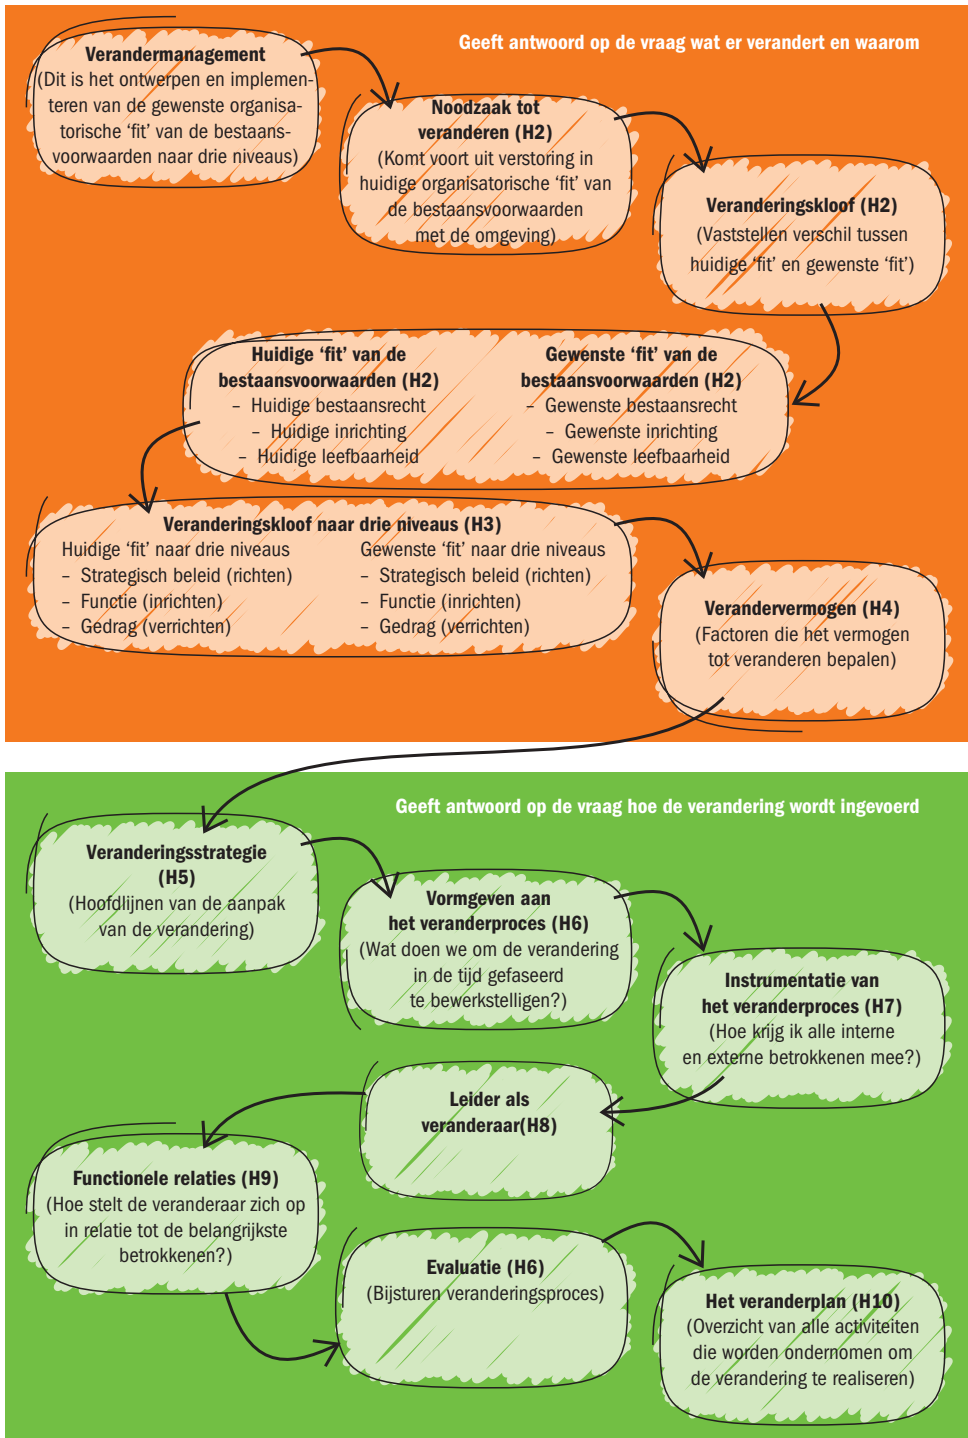 Geeft antwoord op de vraag wat er verandert en waarom
Verandermanagement
(Dit is het ontwerpen en implemen-
teren van de gewenste organisa-
torische ‘fit’ van de bestaans-
voorwaarden naar drie niveaus)
Noodzaak tot
veranderen (H2)
(Komt voort uit verstoring in
huidige organisatorische ‘fit’ van
de bestaansvoorwaarden
met de omgeving)
Veranderingskloof (H2)
(Vaststellen verschil tussen
huidige ‘fit’ en gewenste ‘fit’)
Huidige ‘fit’ van de
bestaansvoorwaarden (H2)
– Huidige bestaansrecht
– Huidige inrichting
– Huidige leefbaarheid
Gewenste ‘fit’ van de
bestaansvoorwaarden (H2)
– Gewenste bestaansrecht
– Gewenste inrichting
– Gewenste leefbaarheid
Veranderingskloof naar drie niveaus (H3)
Huidige ‘fit’ naar drie niveaus
– Strategisch beleid (richten)
– Functie (inrichten)
– Gedrag (verrichten)
Gewenste ‘fit’ naar drie niveaus
– Strategisch beleid (richten)
– Functie (inrichten)
– Gedrag (verrichten)
Verandervermogen (H4)
(Factoren die het vermogen
tot veranderen bepalen)
Geeft antwoord op de vraag hoe de verandering wordt ingevoerd
Veranderingsstrategie
(H5)
(Hoofdlijnen van de aanpak
van de verandering)
Vormgeven aan
het veranderproces (H6)
(Wat doen we om de verandering
in de tijd gefaseerd
te bewerkstelligen?)
Instrumentatie van
het veranderproces (H7)
(Hoe krijg ik alle interne
en externe betrokkenen mee?)
Leider als
veranderaar(H8)
Functionele relaties (H9)
(Hoe stelt de veranderaar zich op
in relatie tot de belangrijkste
betrokkenen?)
Evaluatie (H6)
(Bijsturen veranderingsproces)
Het veranderplan (H10)
(Overzicht van alle activiteiten
die worden ondernomen om
de verandering te realiseren)